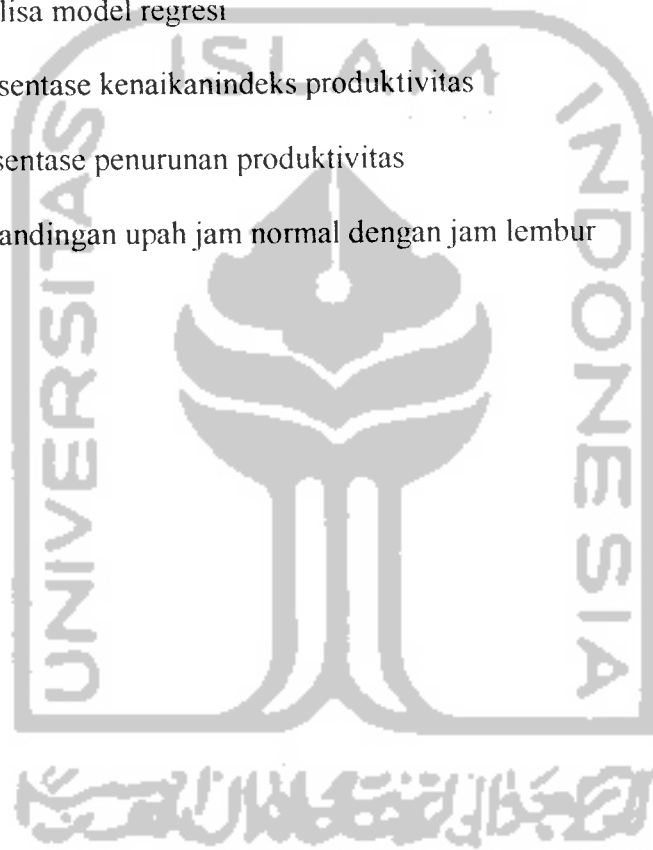 lisa model regresi
sentase kenaikanindeks produktivitas
sentase penurunan produktivitas
andingan upah jam normal dengan jam lembur
UNIVERSITAS
ISLAM
INDONESIA